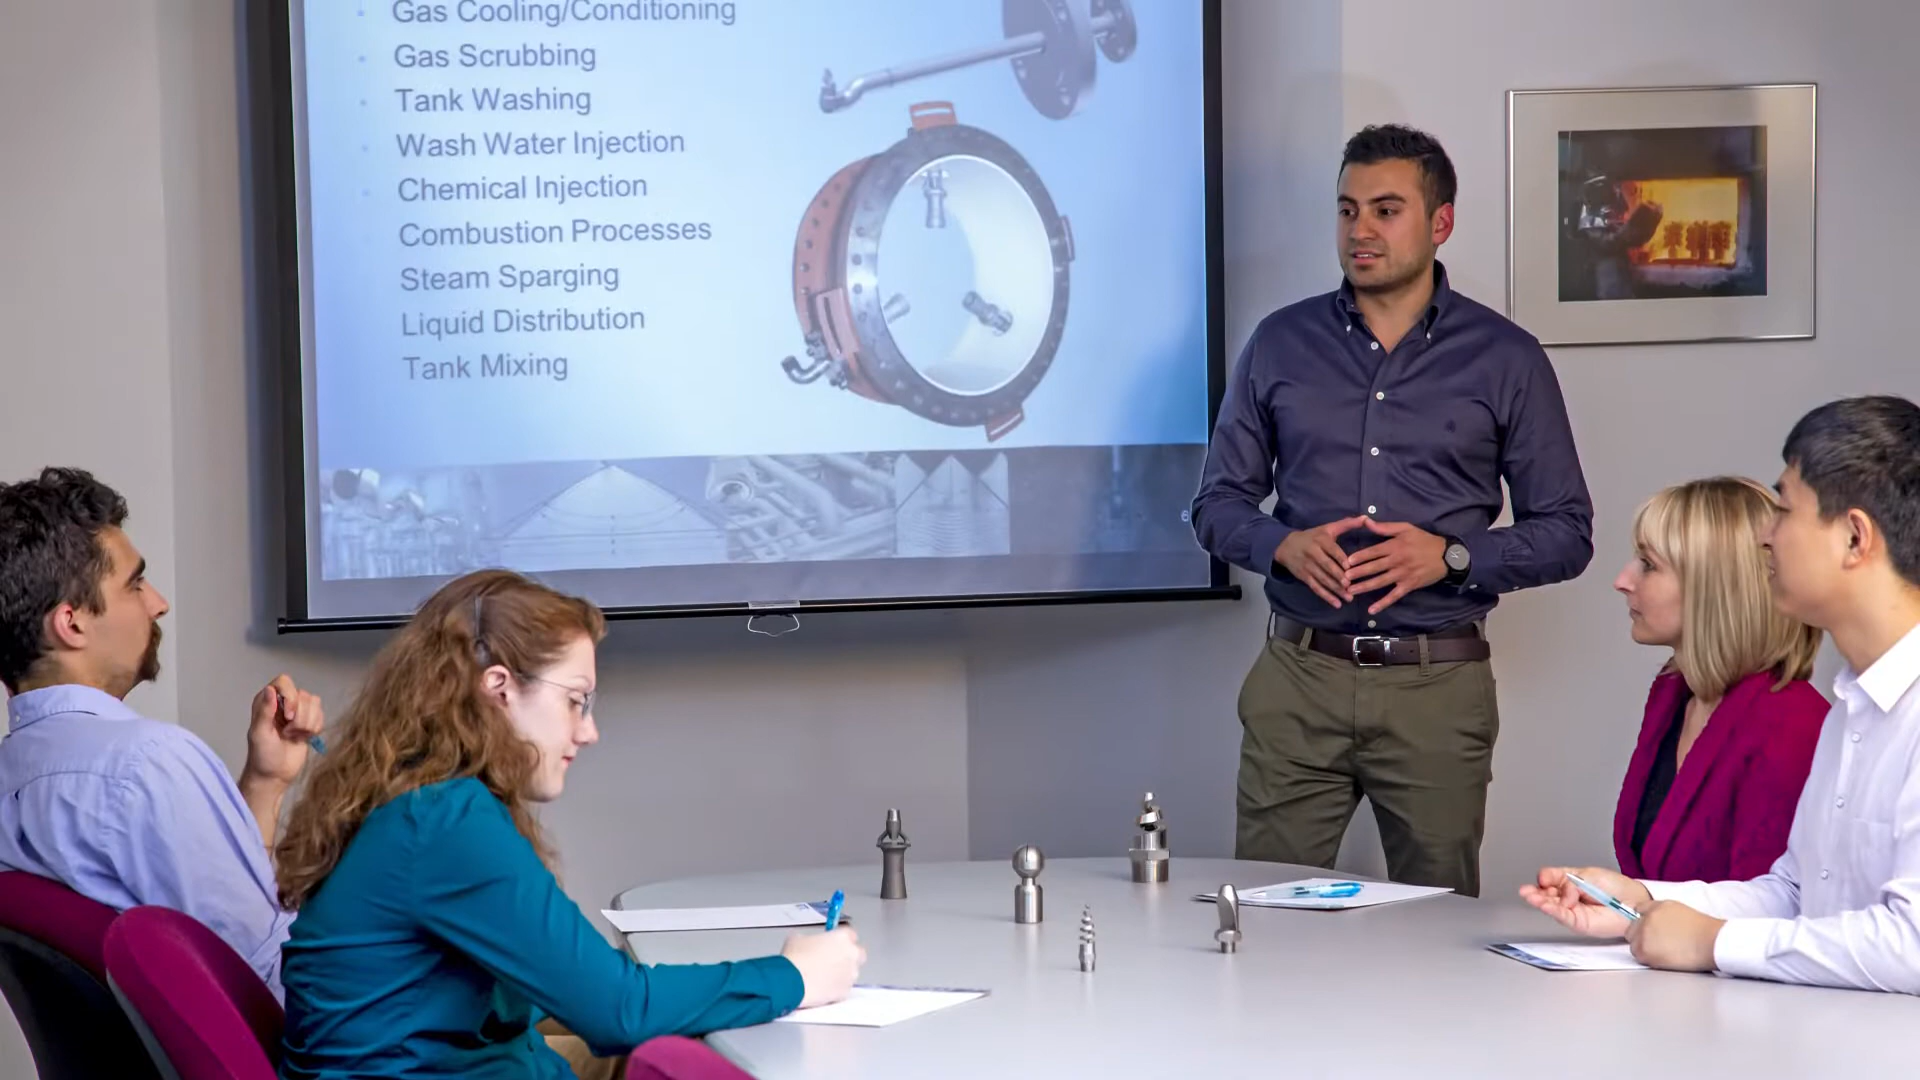 Gas Cooling/Conditioning
Gas Scrubbing
Tank Washing
Wash Water Injection
Chemical Injection
Combustion Processes
Steam Sparging
Liquid Distribution
Tank Mixing
6